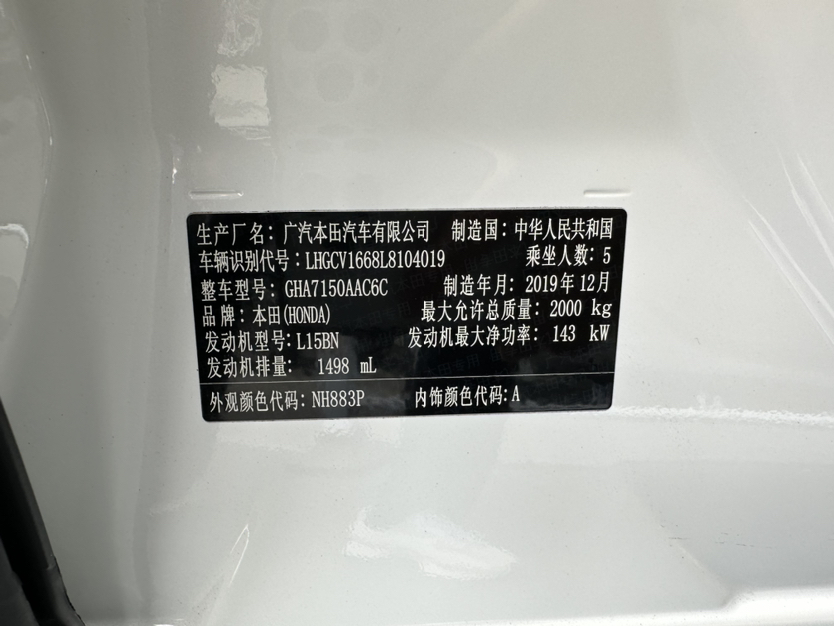 生产厂名：广汽本田汽车有限公司 制造国：中华人民共和国
车辆识别代号：LHGCV1668L8104019 乘坐人数：5
整车型号：GHA7150AAC6C 制造年月：2019年12月
品牌：本田(HONDA) 最大允许总质量：2000 kg
发动机型号：L15BN 发动机最大净功率：143 kW
发动机排量：1498 mL
外观颜色代码：NH883P 内饰颜色代码：A